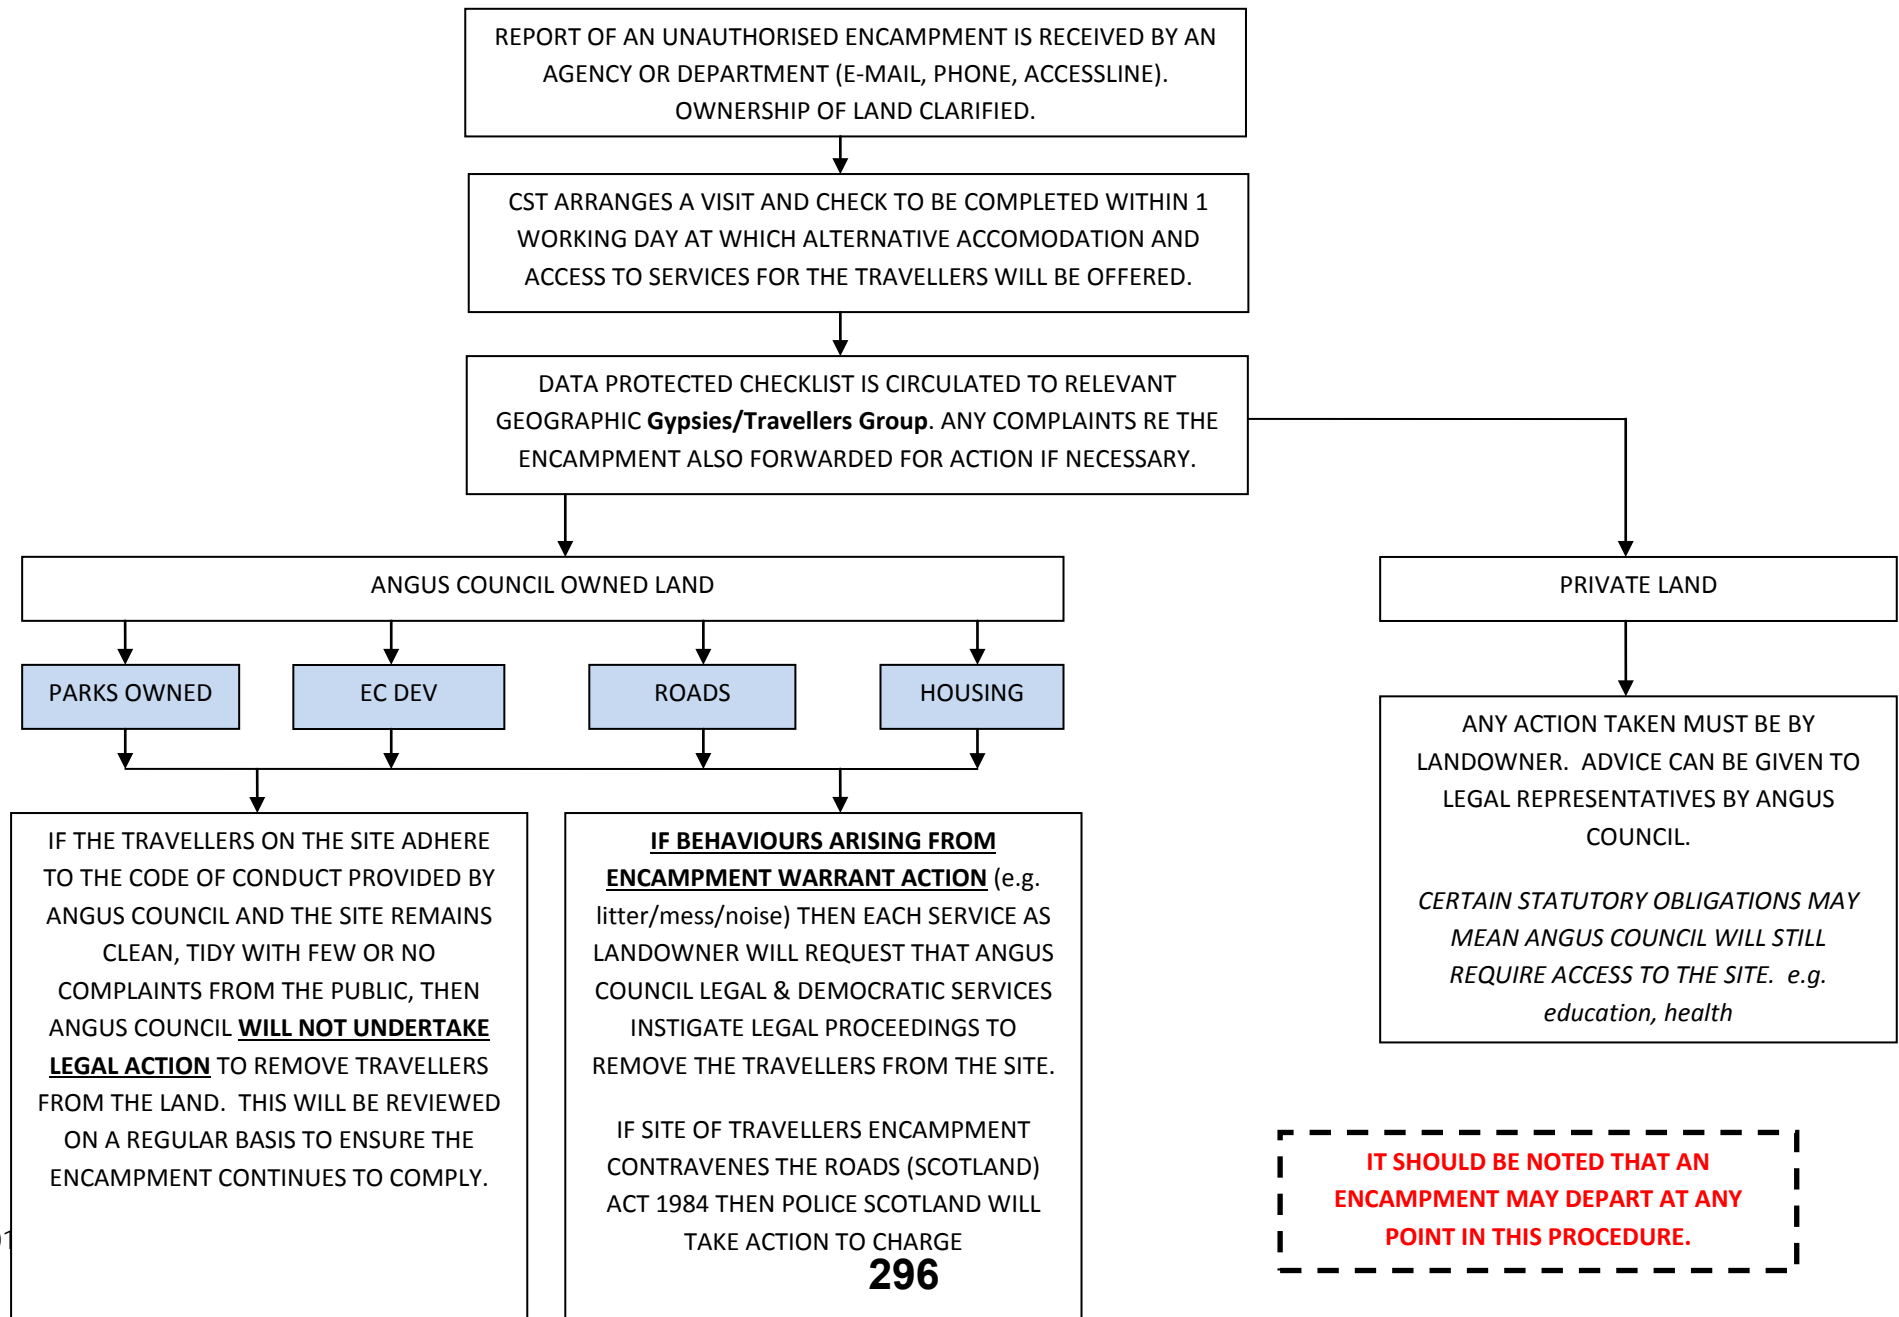 REPORT OF AN UNAUTHORISED ENCAMPMENT IS RECEIVED BY AN
AGENCY OR DEPARTMENT (E-MAIL, PHONE, ACCESSLINE).
OWNERSHIP OF LAND CLARIFIED.
CST ARRANGES A VISIT AND CHECK TO BE COMPLETED WITHIN 1
WORKING DAY AT WHICH ALTERNATIVE ACCOMODATION AND
ACCESS TO SERVICES FOR THE TRAVELLERS WILL BE OFFERED.
DATA PROTECTED CHECKLIST IS CIRCULATED TO RELEVANT
GEOGRAPHIC Gypsies/Travellers Group. ANY COMPLAINTS RE THE
ENCAMPMENT ALSO FORWARDED FOR ACTION IF NECESSARY.
ANGUS COUNCIL OWNED LAND
PRIVATE LAND
PARKS OWNED
EC DEV
ROADS
HOUSING
IF THE TRAVELLERS ON THE SITE ADHERE
TO THE CODE OF CONDUCT PROVIDED BY
ANGUS COUNCIL AND THE SITE REMAINS
CLEAN, TIDY WITH FEW OR NO
COMPLAINTS FROM THE PUBLIC, THEN
ANGUS COUNCIL WILL NOT UNDERTAKE
LEGAL ACTION TO REMOVE TRAVELLERS
FROM THE LAND. THIS WILL BE REVIEWED
ON A REGULAR BASIS TO ENSURE THE
ENCAMPMENT CONTINUES TO COMPLY.
IF BEHAVIOURS ARISING FROM
ENCAMPMENT WARRANT ACTION (e.g.
litter/mess/noise) THEN EACH SERVICE AS
LANDOWNER WILL REQUEST THAT ANGUS
COUNCIL LEGAL & DEMOCRATIC SERVICES
INSTIGATE LEGAL PROCEEDINGS TO
REMOVE THE TRAVELLERS FROM THE SITE.
IF SITE OF TRAVELLERS ENCAMPMENT
CONTRAVENES THE ROADS (SCOTLAND)
ACT 1984 THEN POLICE SCOTLAND WILL
TAKE ACTION TO CHARGE
ANY ACTION TAKEN MUST BE BY
LANDOWNER. ADVICE CAN BE GIVEN TO
LEGAL REPRESENTATIVES BY ANGUS
COUNCIL.
CERTAIN STATUTORY OBLIGATIONS MAY
MEAN ANGUS COUNCIL WILL STILL
REQUIRE ACCESS TO THE SITE. e.g.
education, health
IT SHOULD BE NOTED THAT AN
ENCAMPMENT MAY DEPART AT ANY
POINT IN THIS PROCEDURE.
296